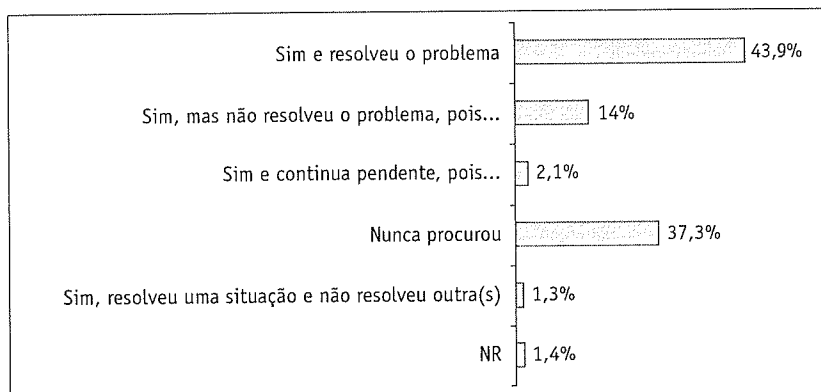 Sim e resolveu o problema 43,9%
Sim, mas não resolveu o problema, pois... 14%
Sim e continua pendente, pois... 2,1%
Nunca procurou 37,3%
Sim, resolveu uma situação e não resolveu outra(s) 1,3%
NR 1,4%